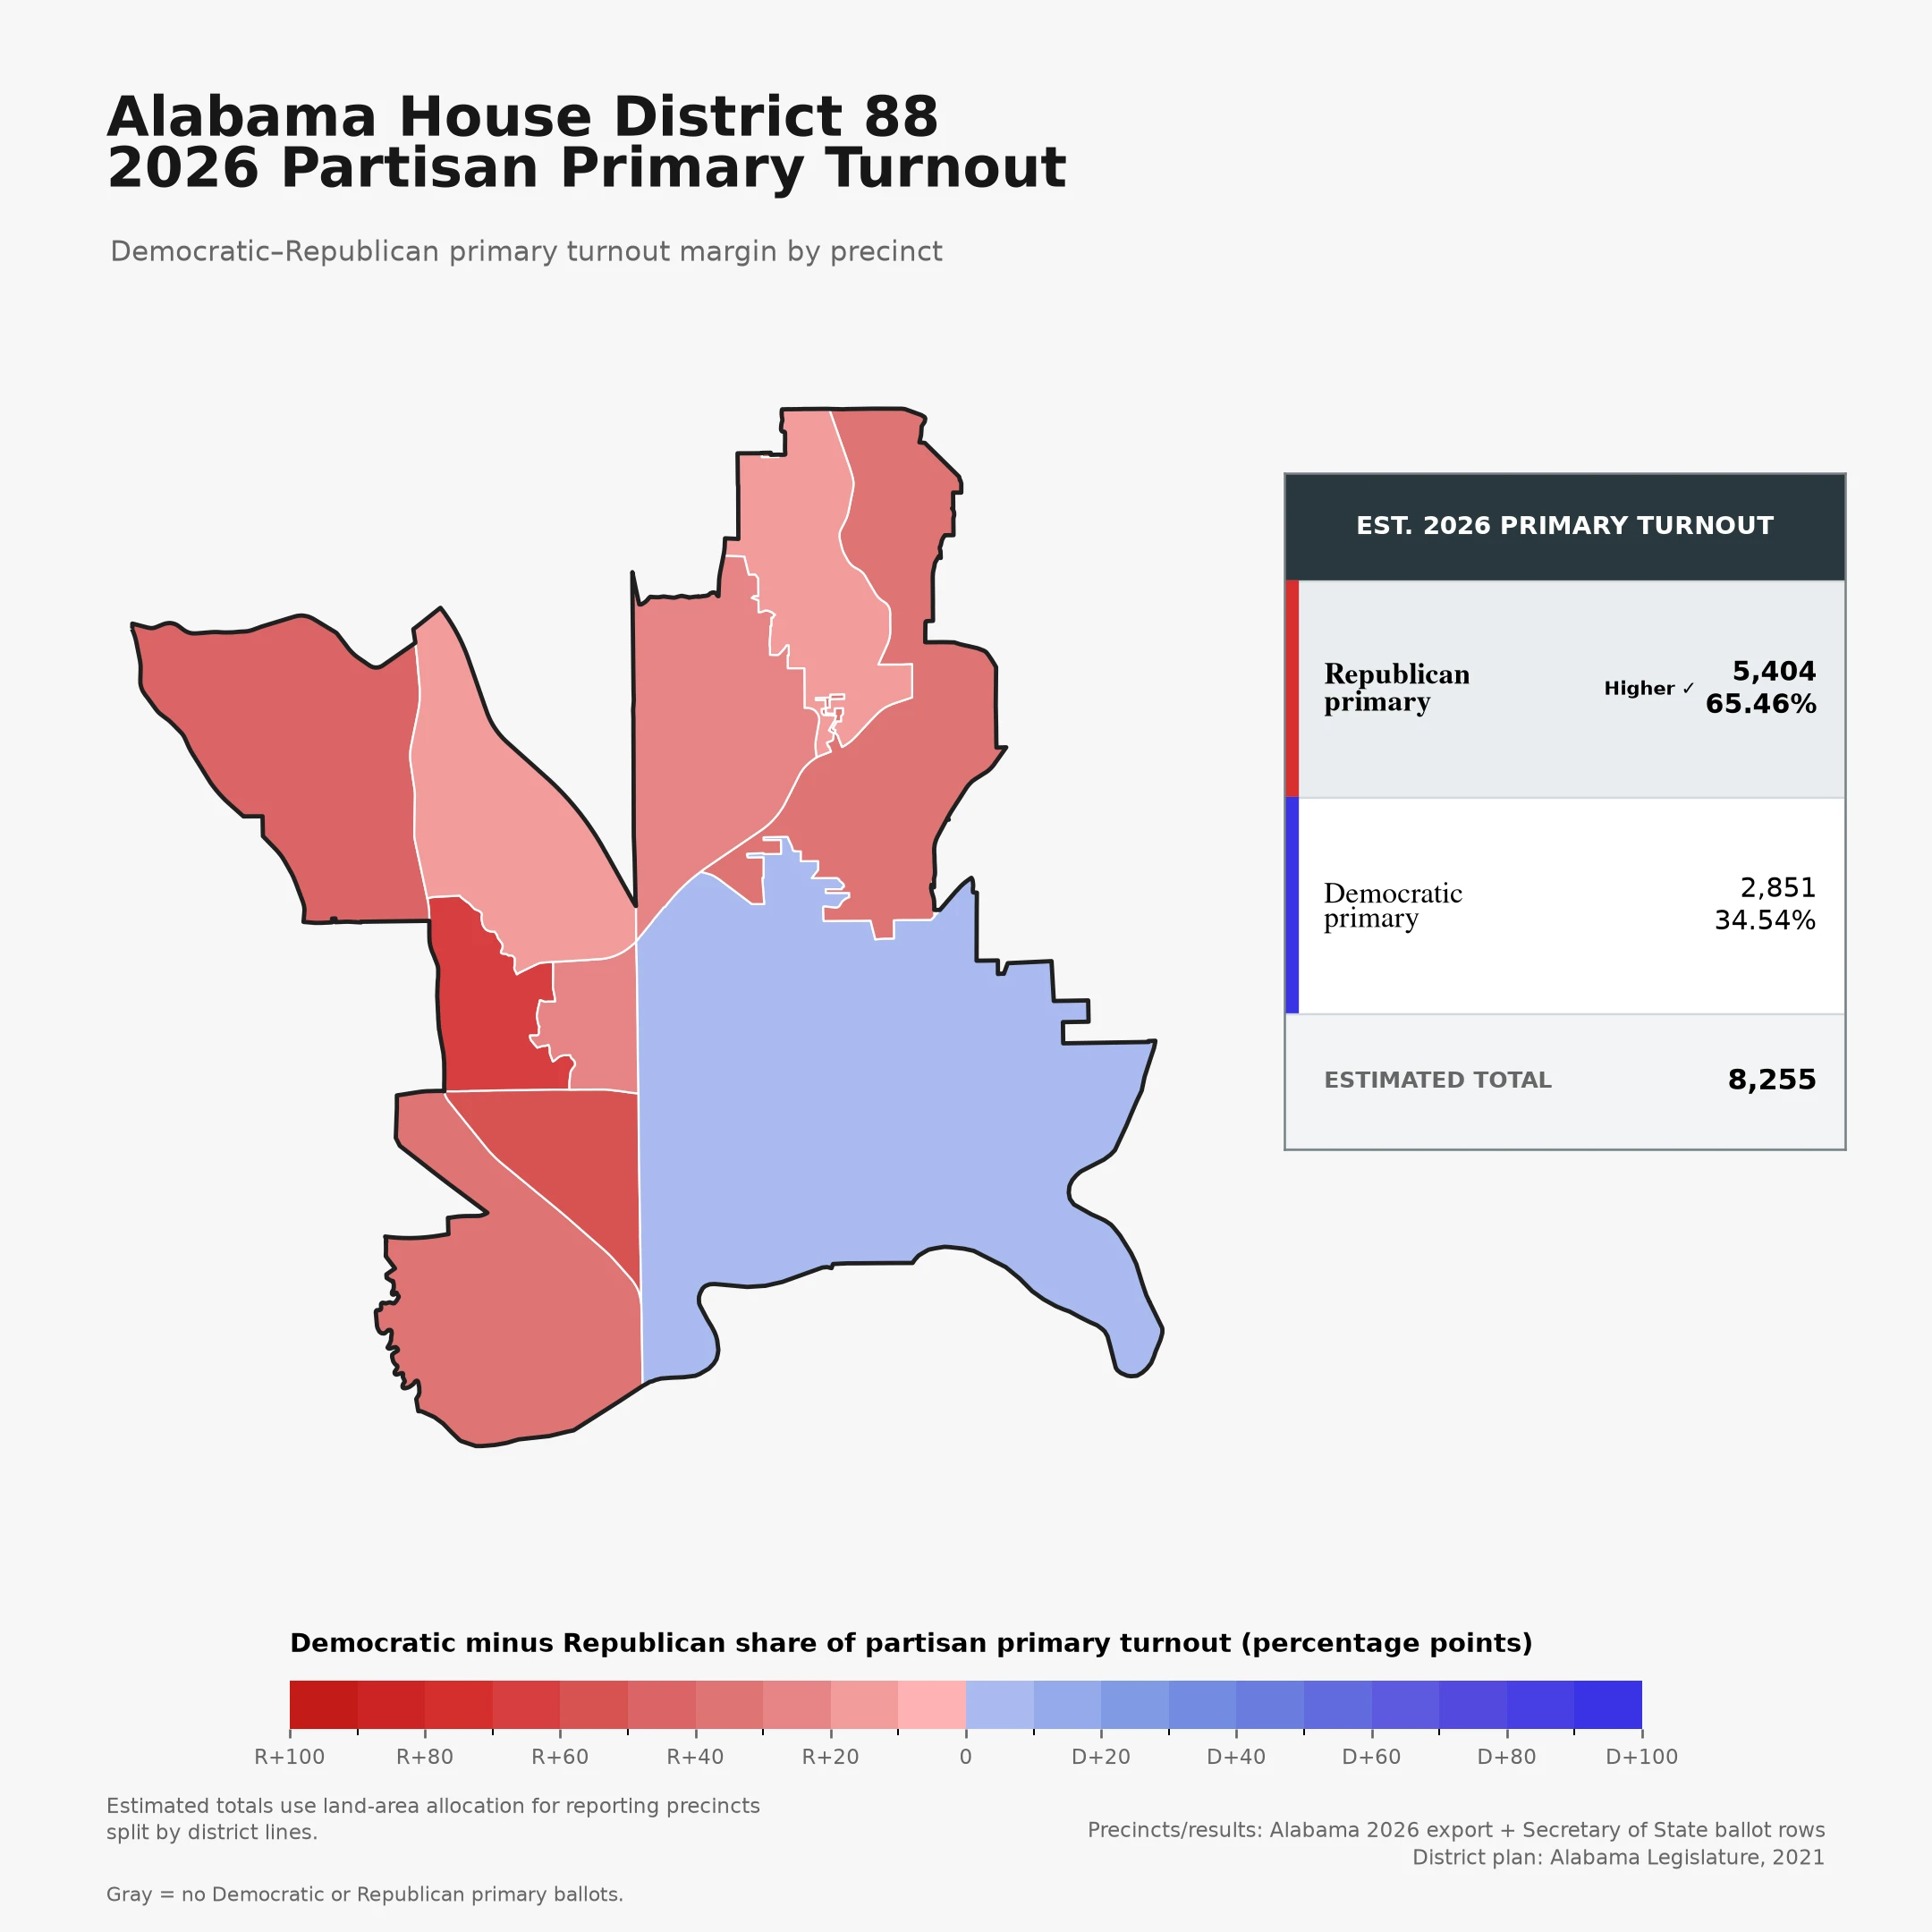 Alabama House District 88
2026 Partisan Primary Turnout
Democratic–Republican primary turnout margin by precinct
EST. 2026 PRIMARY TURNOUT
Republican
primary
Higher ✓
5,404
65.46%
Democratic
primary
2,851
34.54%
ESTIMATED TOTAL
8,255
Democratic minus Republican share of partisan primary turnout (percentage points)
R+100 R+80 R+60 R+40 R+20 0 D+20 D+40 D+60 D+80 D+100
Estimated totals use land-area allocation for reporting precincts
split by district lines.
Gray = no Democratic or Republican primary ballots.
Precincts/results: Alabama 2026 export + Secretary of State ballot rows
District plan: Alabama Legislature, 2021